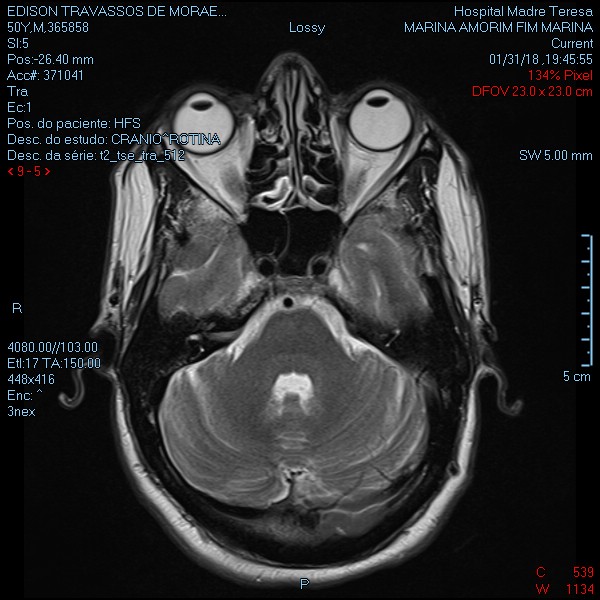 EDISON TRAVASSOS DE MORAE...
50Y,M,365858
Sl:5
Pos:-26.40 mm
Acc#: 371041
Tra
Ec:1
Pos. do paciente: HFS
Desc. do estudo: CRANIO^ROTINA
Desc. da série: t2_tse_tra_512
< 9 - 5 >
Lossy
Hospital Madre Teresa
MARINA AMORIM FIM MARINA
Current
01/31/18 ,19:45:55
134% Pixel
DFOV 23.0 x 23.0 cm
SW 5.00 mm
R
4080.00//103.00
Etl:17 TA:150.00
448x416
Enc: ^
3nex
5 cm
P
C 539
W 1134